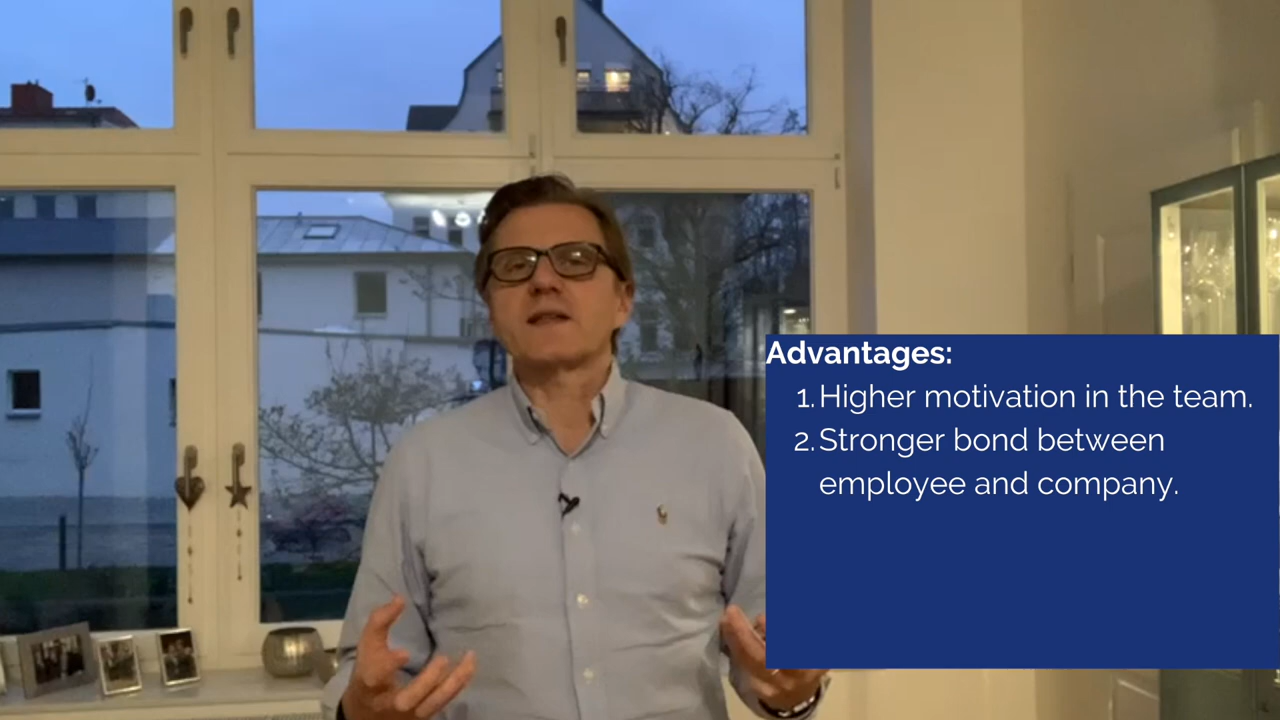 Advantages:
1. Higher motivation in the team.
2. Stronger bond between
employee and company.